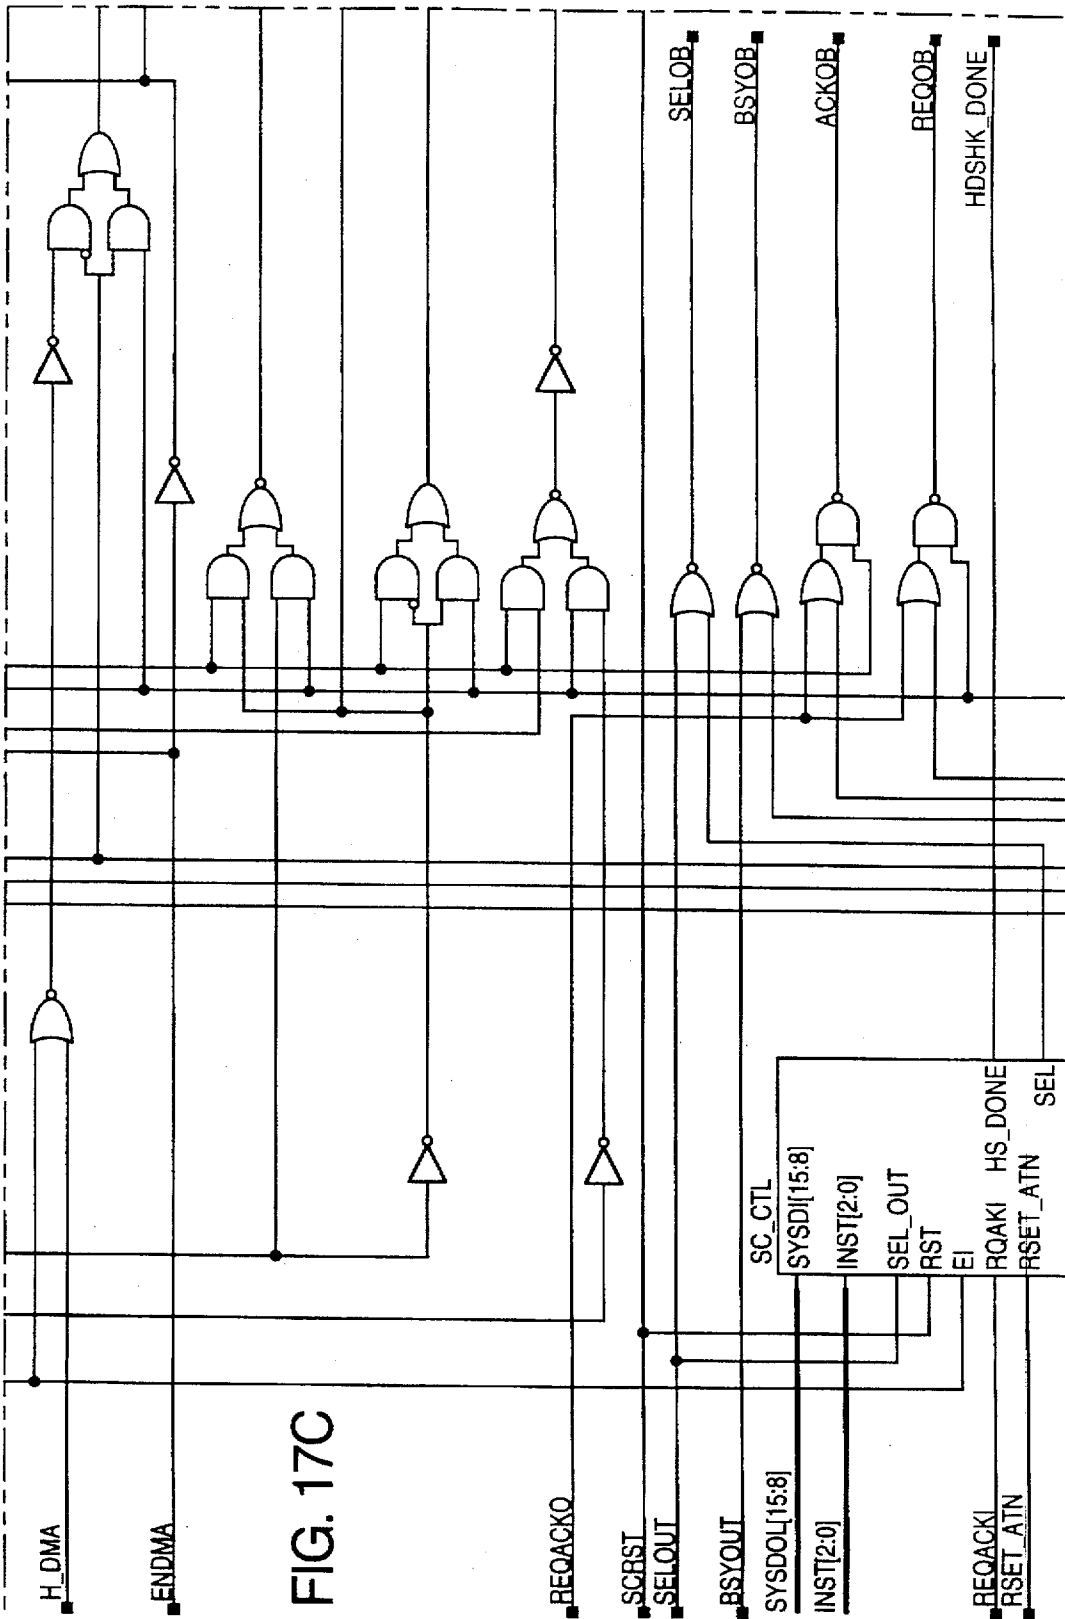 H_DMA
ENDMA
FIG. 17C
REQACKO
SCRST
SELOUT
BSYOUT
SYSDOL[15:8]
INST[2:0]
REQACKI
RSET_ATN
SC_CTL
SYSDI[15:8]
INST[2:0]
SEL_OUT
RST
EI
RQAKI HS_DONE
RSET_ATN
SEL
SELOB
BSYOB
ACKOB
REQOB
HDSHK_DONE